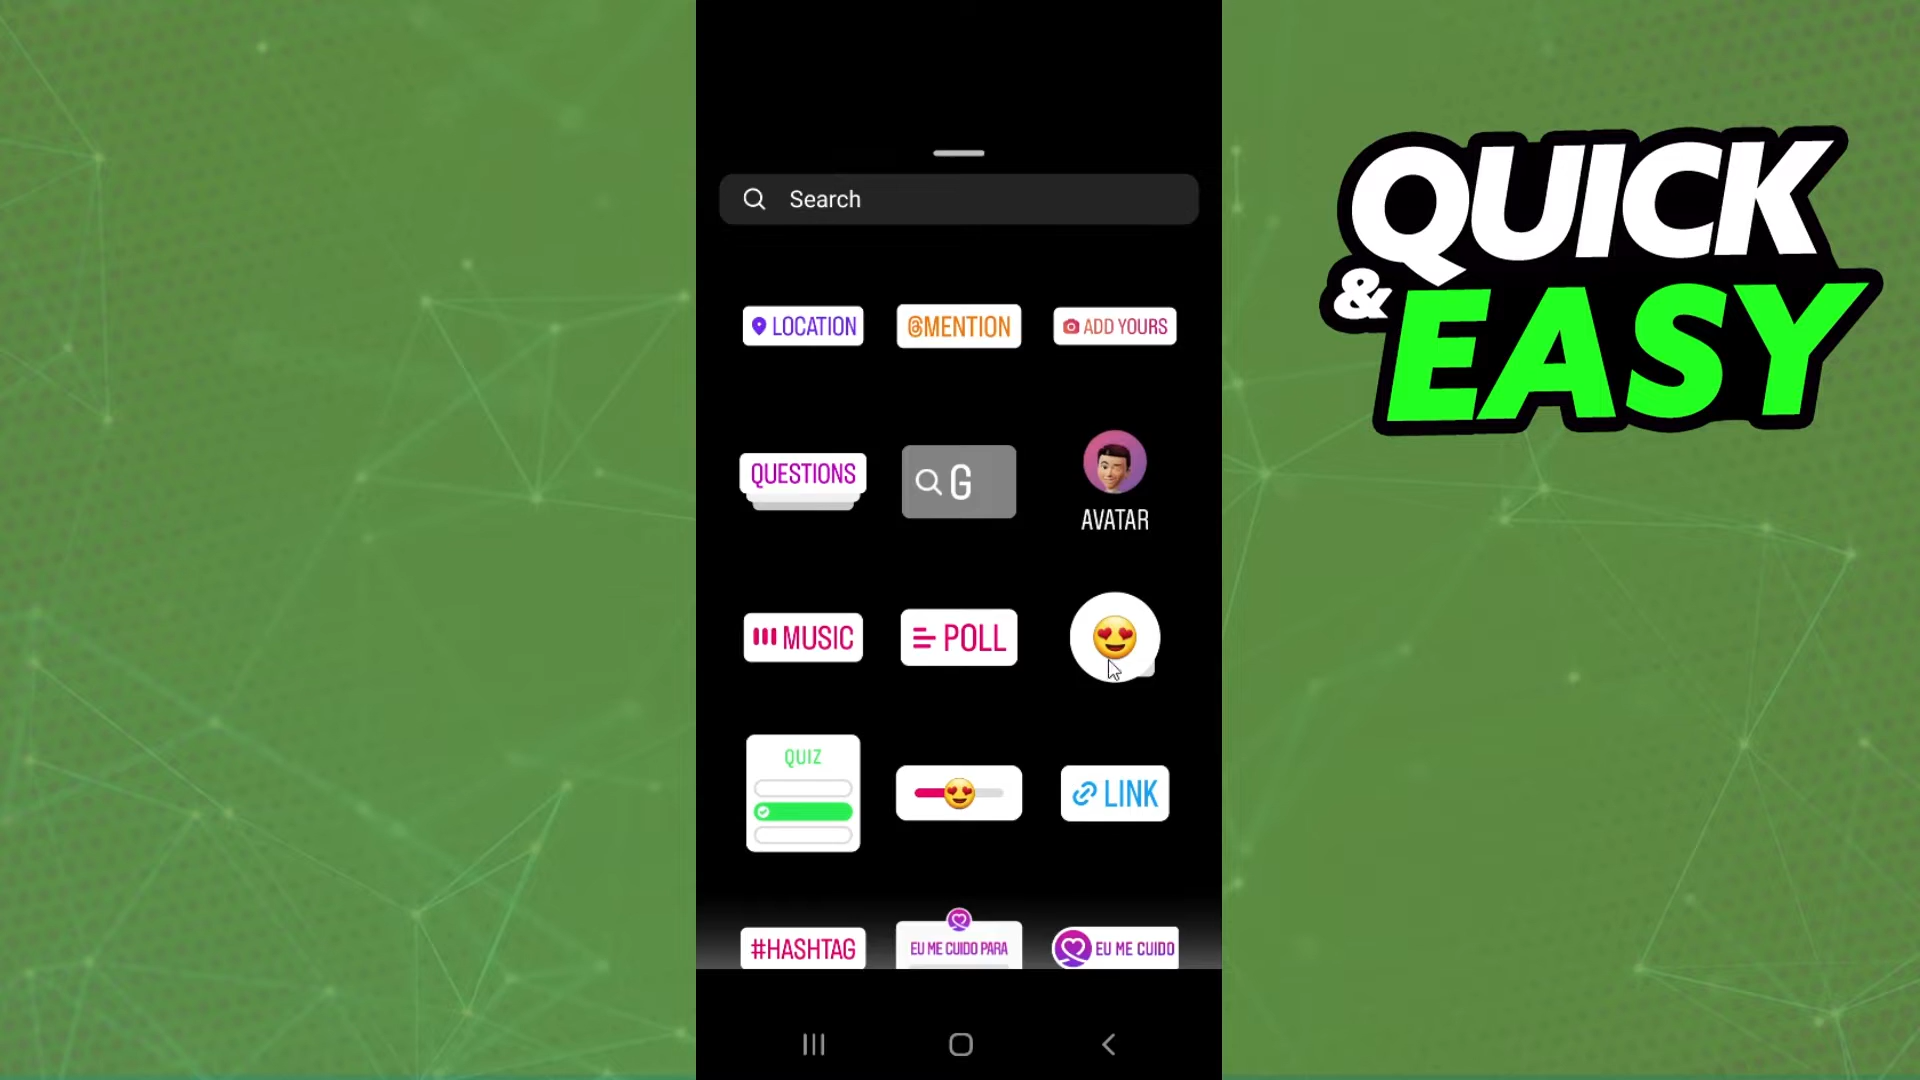 QUICK
& EASY
Search
LOCATION
@MENTION
ADD YOURS
QUESTIONS
G
AVATAR
MUSIC
POLL
QUIZ
LINK
#HASHTAG
EU ME CUIDO PARA
EU ME CUIDO